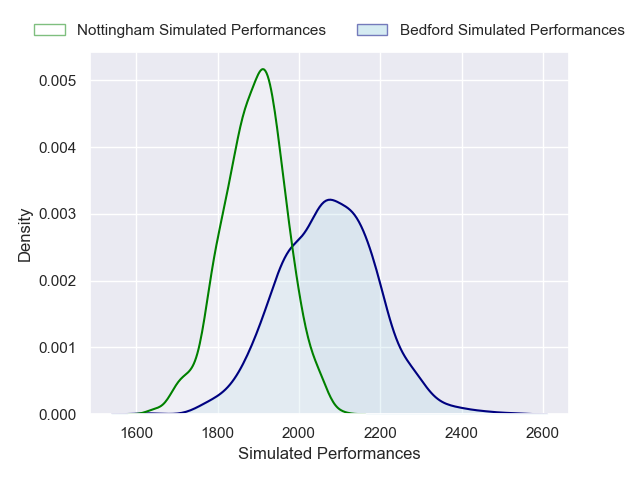 Nottingham Simulated Performances
Bedford Simulated Performances
0.005
0.004
0.003
0.002
0.001
0.000
Density
1600 1800 2000 2200 2400 2600
Simulated Performances